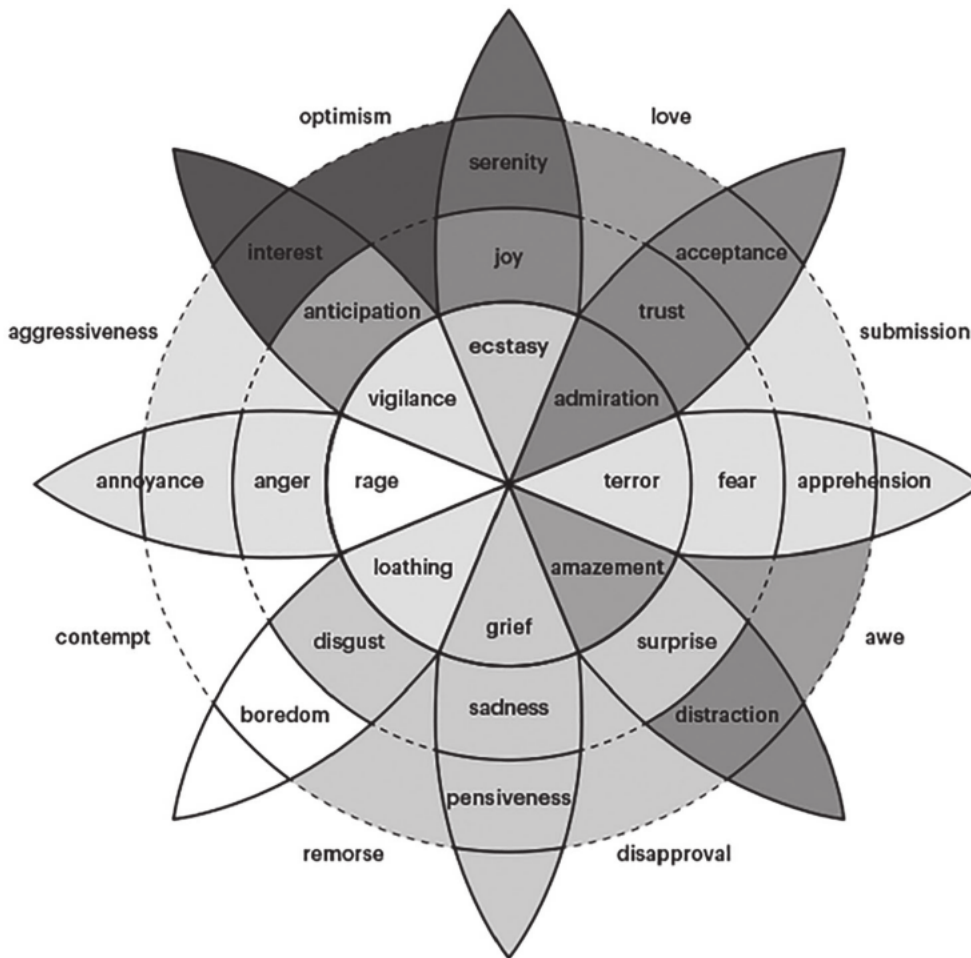 optimism
love
serenity
interest
acceptance
joy
anticipation
trust
aggressiveness
submission
ecstasy
vigilance
admiration
annoyance
anger
rage
terror
fear
apprehension
loathing
amazement
grief
contempt
disgust
surprise
awe
boredom
sadness
distraction
pensiveness
remorse
disapproval